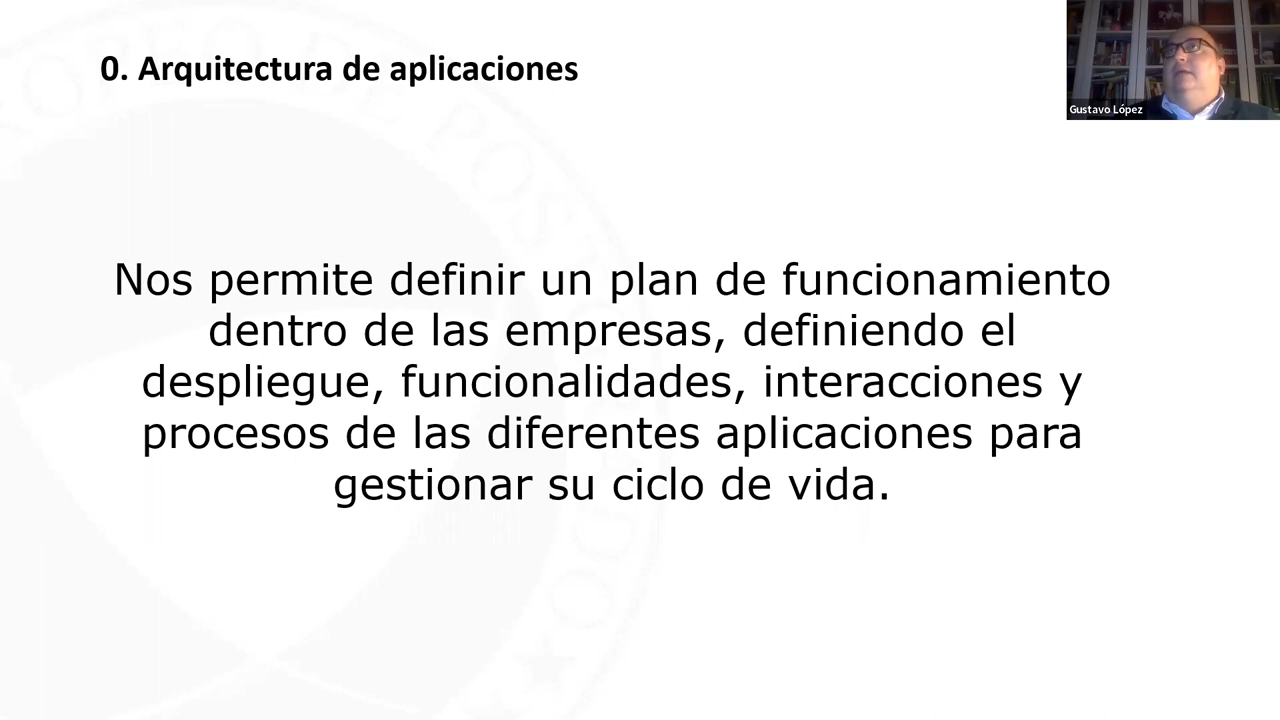 0. Arquitectura de aplicaciones
Gustavo López
Nos permite definir un plan de funcionamiento
dentro de las empresas, definiendo el
despliegue, funcionalidades, interacciones y
procesos de las diferentes aplicaciones para
gestionar su ciclo de vida.